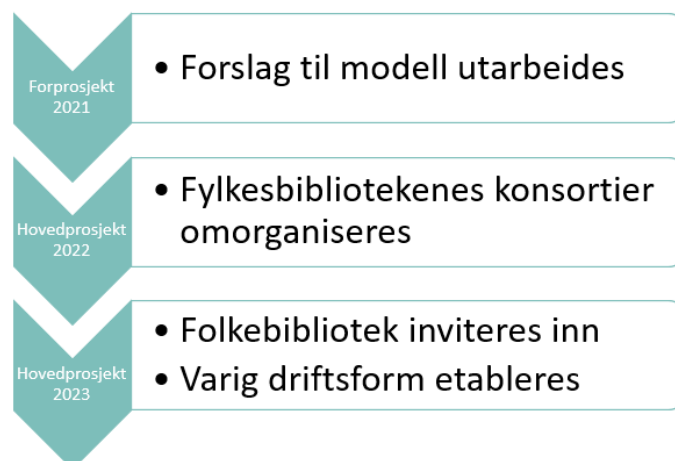 Forprosjekt
2021
• Forslag til modell utarbeides
Hovedprosjekt
2022
• Fylkesbibliotekenes konsortier
omorganiseres
Hovedprosjekt
2023
• Folkebibliotek inviteres inn
• Varig driftsform etableres